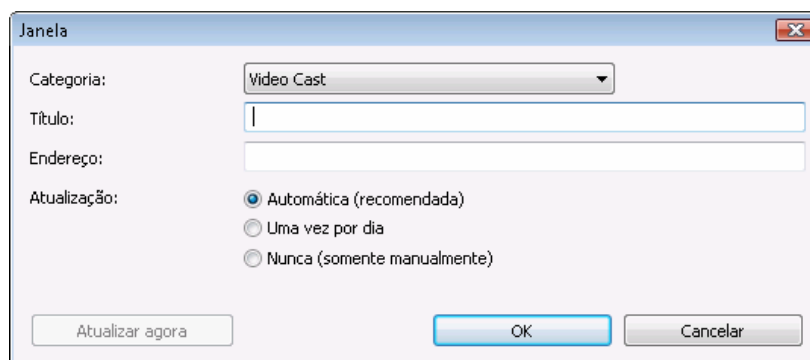 Janela
Categoria: Video Cast
Título:
Endereço:
Atualização: Automática (recomendada)
Uma vez por dia
Nunca (somente manualmente)
Atualizar agora OK Cancelar